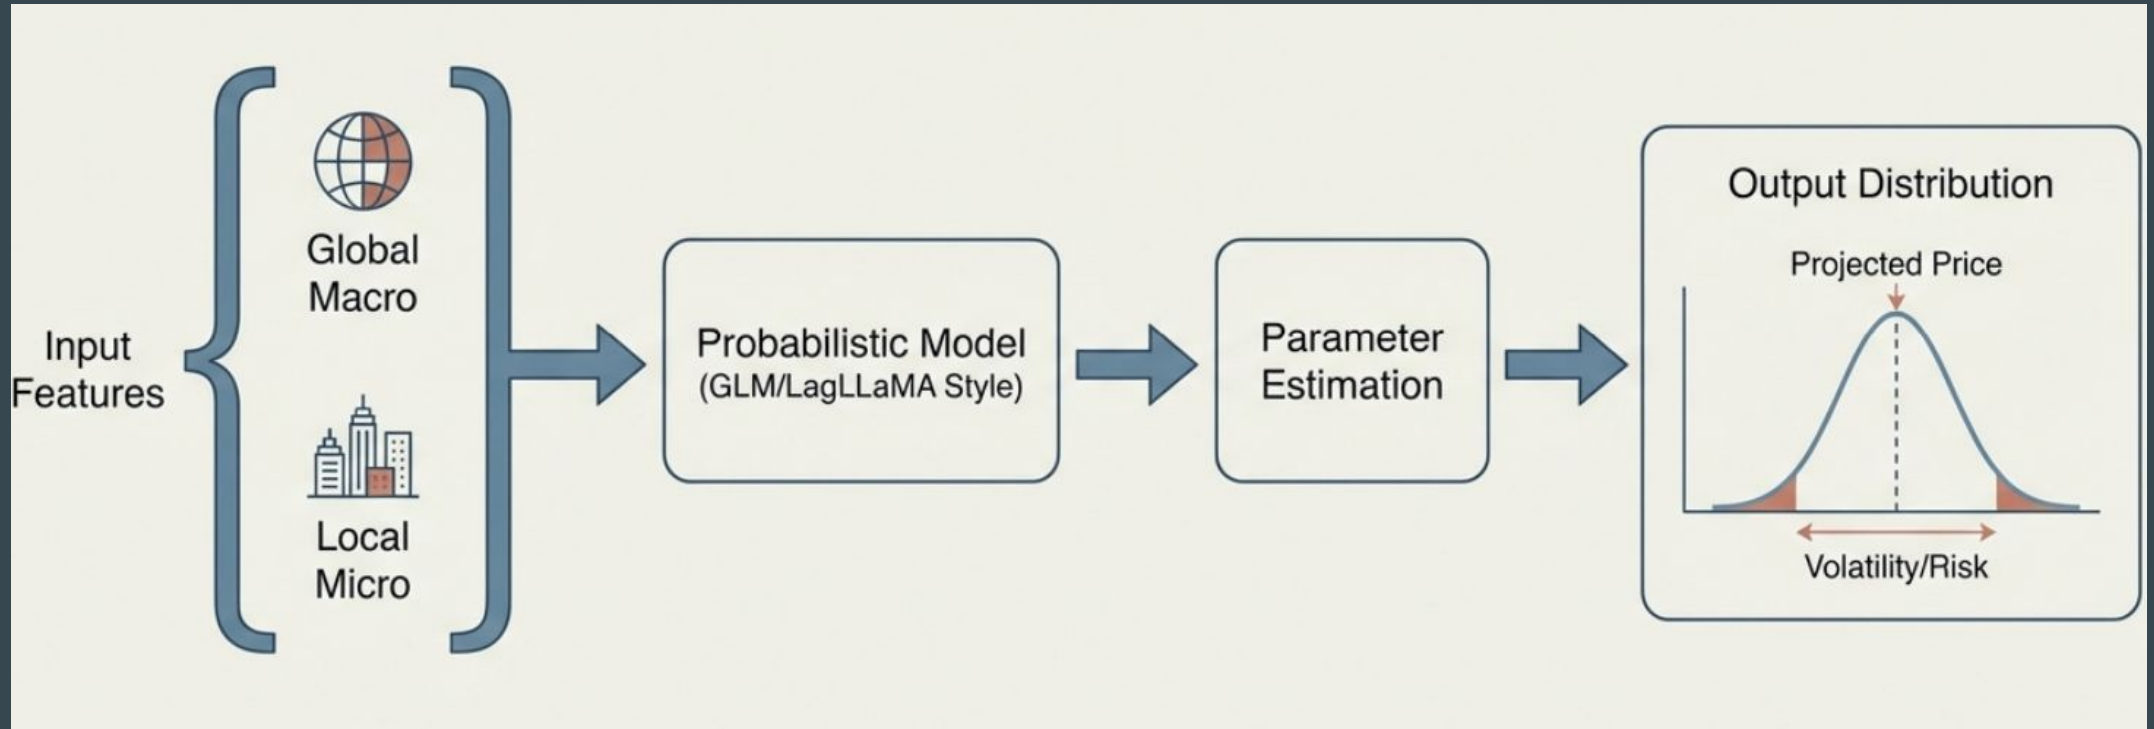 Input
Features
Global
Macro
Local
Micro
Probabilistic Model
(GLM/LagLLaMA Style)
Parameter
Estimation
Output Distribution
Projected Price
Volatility/Risk